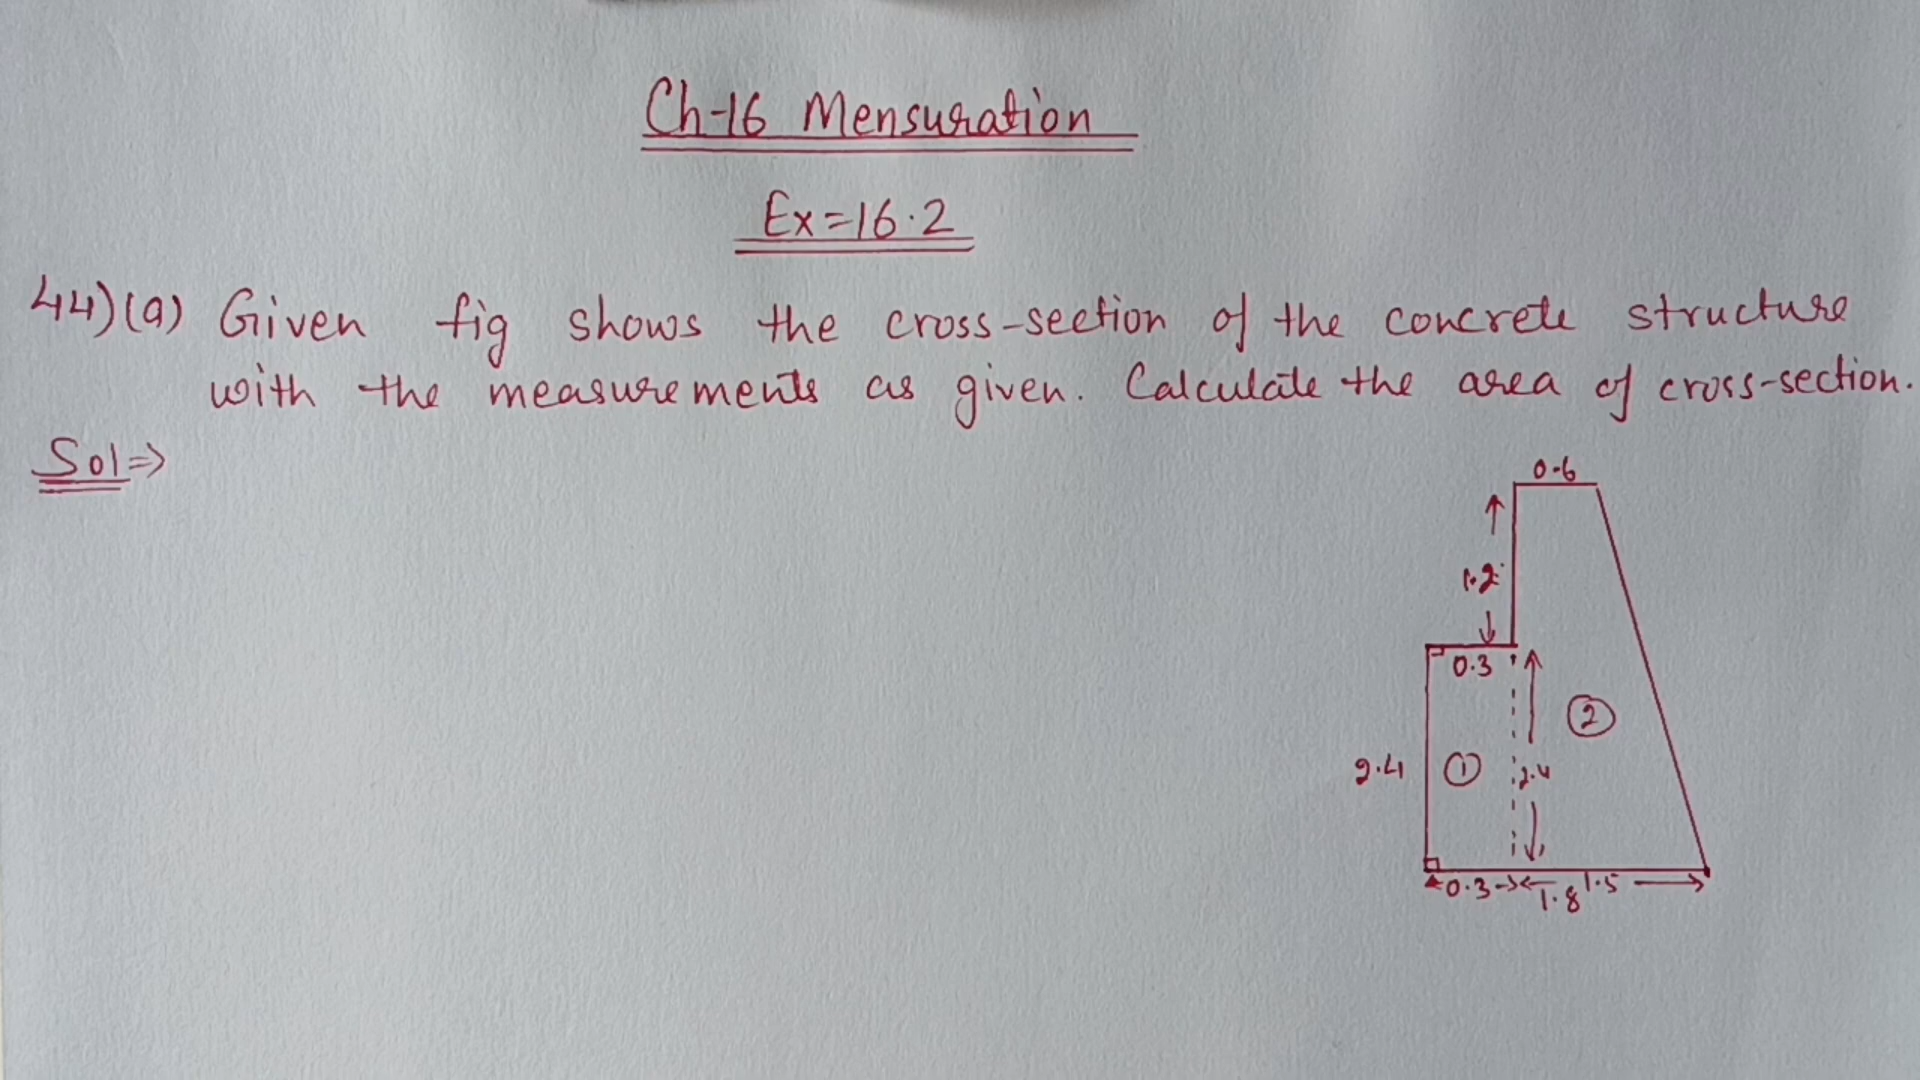 Ch-16 Mensuration
Ex=16.2
44)(a) Given fig shows the cross-section of the concrete structure
with the measurements as given. Calculate the area of cross-section.
Sol⇒
0.6
1.2
0.3
2
2.4 1 2.4
0.3 1.8 1.5